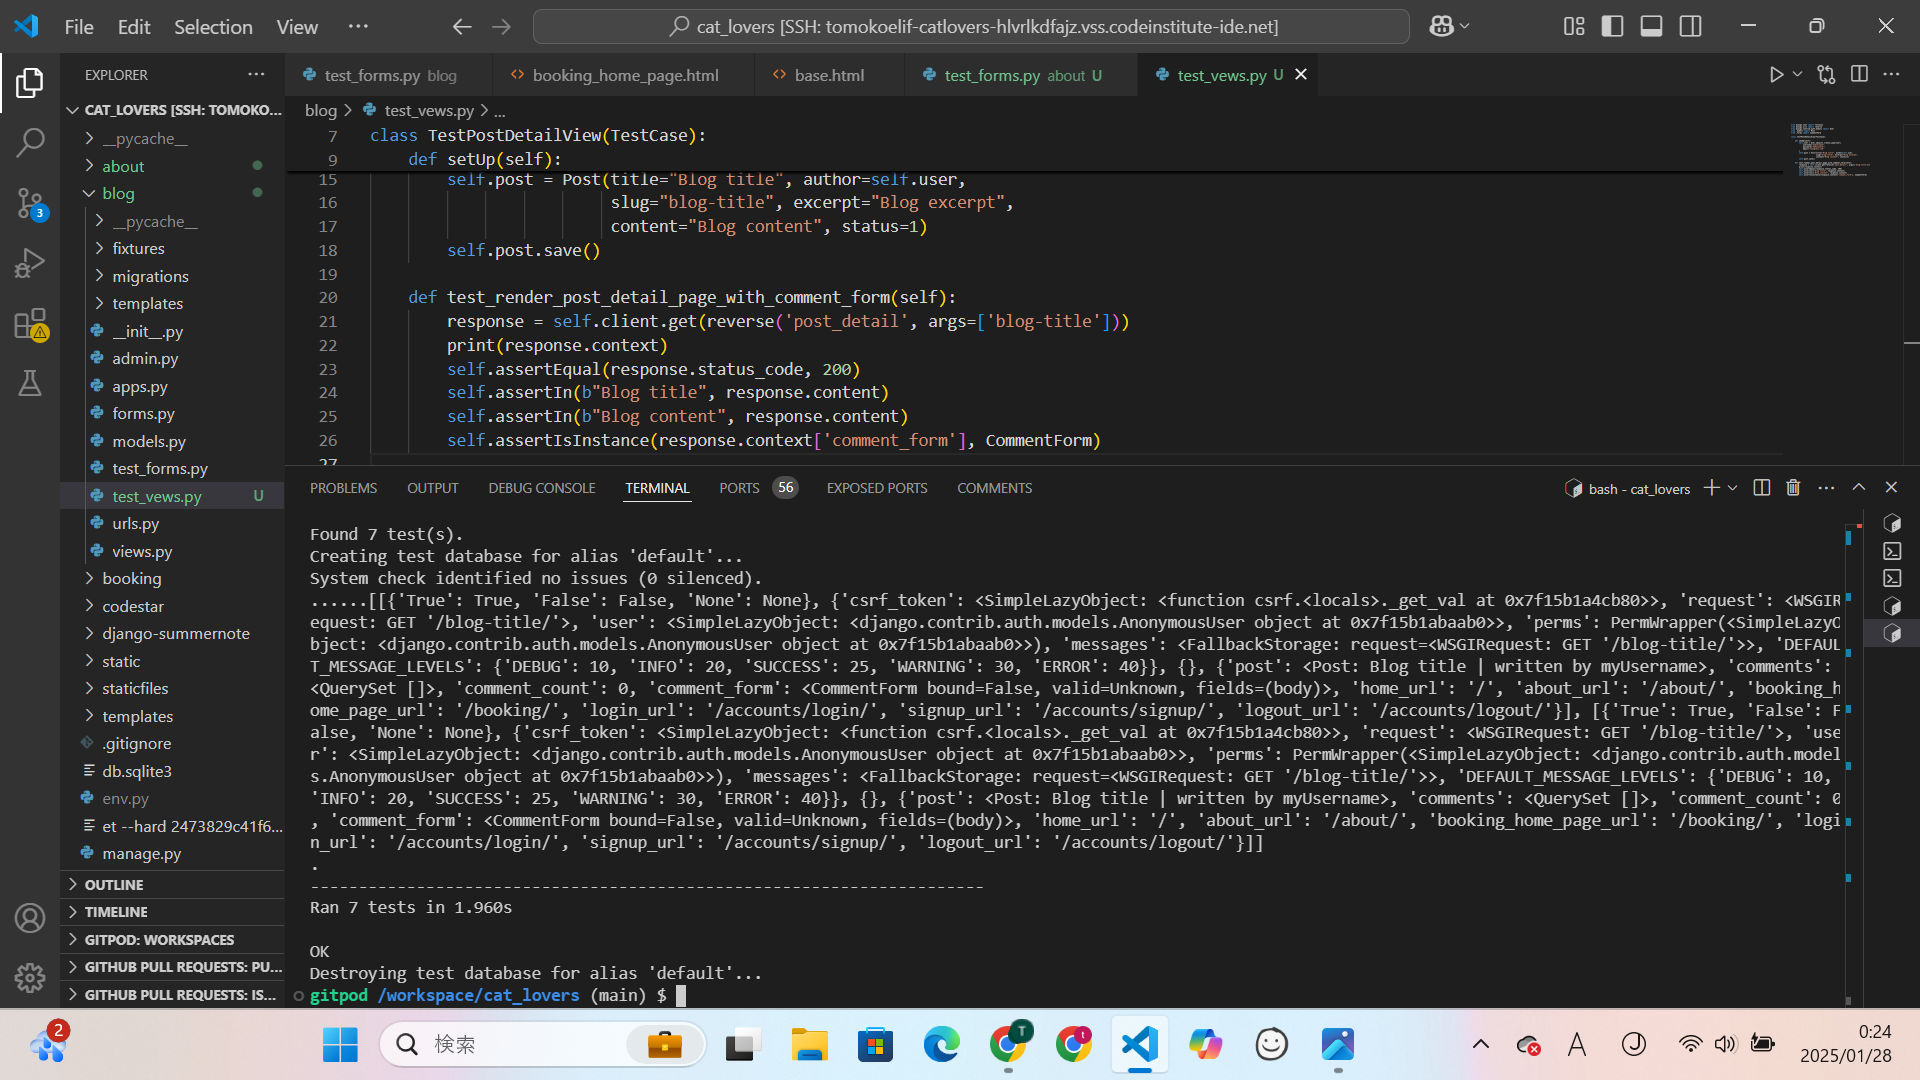 File Edit Selection View ··· cat_lovers [SSH: tomokoelif-catlovers-hlvrlkdfajz.vss.codeinstitute-ide.net]
EXPLORER ···
test_forms.py blog
booking_home_page.html
base.html
test_forms.py about U
test_vews.py U
blog > test_vews.py > ...
CAT_LOVERS [SSH: TOMOKO...
__pycache__
about
blog
__pycache__
fixtures
migrations
templates
__init__.py
admin.py
apps.py
forms.py
models.py
test_forms.py
test_vews.py U
urls.py
views.py
booking
codestar
django-summernote
static
staticfiles
templates
.gitignore
db.sqlite3
env.py
et --hard 2473829c41f6...
manage.py
OUTLINE
TIMELINE
GITPOD: WORKSPACES
GITHUB PULL REQUESTS: PU...
GITHUB PULL REQUESTS: IS...
3
7 class TestPostDetailView(TestCase):
9 def setUp(self):
15 self.post = Post(title="Blog title", author=self.user,
16 slug="blog-title", excerpt="Blog excerpt",
17 content="Blog content", status=1)
18 self.post.save()
19
20 def test_render_post_detail_page_with_comment_form(self):
21 response = self.client.get(reverse('post_detail', args=['blog-title']))
22 print(response.context)
23 self.assertEqual(response.status_code, 200)
24 self.assertIn(b"Blog title", response.content)
25 self.assertIn(b"Blog content", response.content)
26 self.assertIsInstance(response.context['comment_form'], CommentForm)
27
PROBLEMS OUTPUT DEBUG CONSOLE TERMINAL PORTS 56 EXPOSED PORTS COMMENTS bash - cat_lovers
Found 7 test(s).
Creating test database for alias 'default'...
System check identified no issues (0 silenced).
......[[{'True': True, 'False': False, 'None': None}, {'csrf_token': <SimpleLazyObject: <function csrf.<locals>._get_val at 0x7f15b1a4cb80>>, 'request': <WSGIR
equest: GET '/blog-title/'>, 'user': <SimpleLazyObject: <django.contrib.auth.models.AnonymousUser object at 0x7f15b1abaab0>>, 'perms': PermWrapper(<SimpleLazyO
bject: <django.contrib.auth.models.AnonymousUser object at 0x7f15b1abaab0>>), 'messages': <FallbackStorage: request=<WSGIRequest: GET '/blog-title/'>>, 'DEFAUL
T_MESSAGE_LEVELS': {'DEBUG': 10, 'INFO': 20, 'SUCCESS': 25, 'WARNING': 30, 'ERROR': 40}}, {}, {'post': <Post: Blog title | written by myUsername>, 'comments':
<QuerySet []>, 'comment_count': 0, 'comment_form': <CommentForm bound=False, valid=Unknown, fields=(body)>, 'home_url': '/', 'about_url': '/about/', 'booking_h
ome_page_url': '/booking/', 'login_url': '/accounts/login/', 'signup_url': '/accounts/signup/', 'logout_url': '/accounts/logout/'}], [{'True': True, 'False': F
alse, 'None': None}, {'csrf_token': <SimpleLazyObject: <function csrf.<locals>._get_val at 0x7f15b1a4cb80>>, 'request': <WSGIRequest: GET '/blog-title/'>, 'use
r': <SimpleLazyObject: <django.contrib.auth.models.AnonymousUser object at 0x7f15b1abaab0>>, 'perms': PermWrapper(<SimpleLazyObject: <django.contrib.auth.model
s.AnonymousUser object at 0x7f15b1abaab0>>), 'messages': <FallbackStorage: request=<WSGIRequest: GET '/blog-title/'>>, 'DEFAULT_MESSAGE_LEVELS': {'DEBUG': 10,
'INFO': 20, 'SUCCESS': 25, 'WARNING': 30, 'ERROR': 40}}, {}, {'post': <Post: Blog title | written by myUsername>, 'comments': <QuerySet []>, 'comment_count': 0
, 'comment_form': <CommentForm bound=False, valid=Unknown, fields=(body)>, 'home_url': '/', 'about_url': '/about/', 'booking_home_page_url': '/booking/', 'logi
n_url': '/accounts/login/', 'signup_url': '/accounts/signup/', 'logout_url': '/accounts/logout/'}]]
.
----------------------------------------------------------------------
Ran 7 tests in 1.960s
OK
Destroying test database for alias 'default'...
gitpod /workspace/cat_lovers (main) $
2
検索
T
t
A
J
0:24
2025/01/28